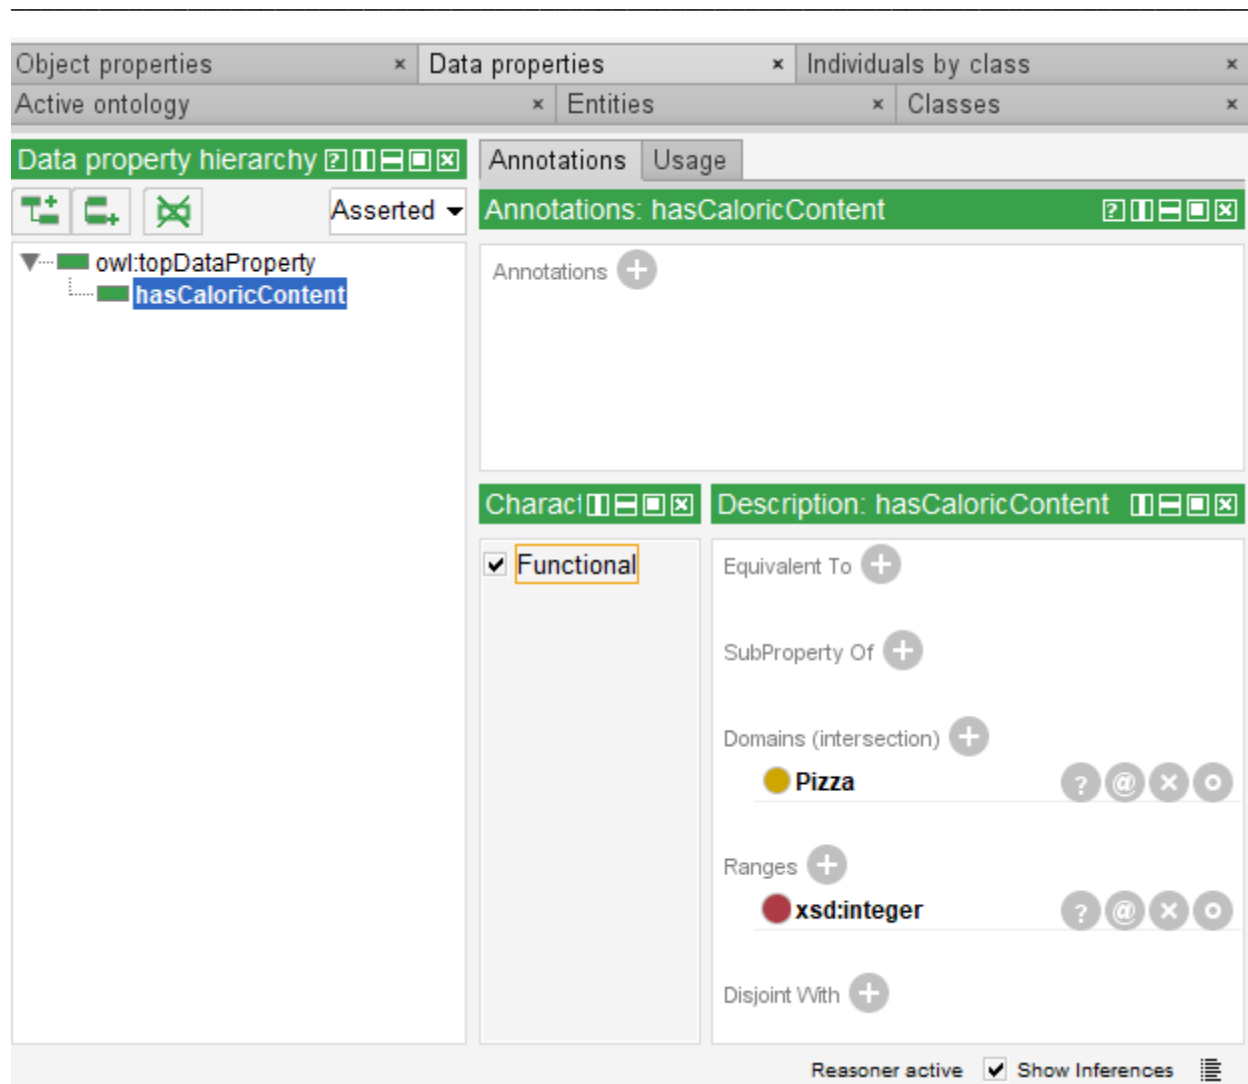 Object properties × Data properties × Individuals by class ×
Active ontology × Entities × Classes ×
Data property hierarchy
Asserted
owl:topDataProperty
hasCaloricContent
Annotations Usage
Annotations: hasCaloricContent
Annotations
Charact
Functional
Description: hasCaloricContent
Equivalent To
SubProperty Of
Domains (intersection)
Pizza
Ranges
xsd:integer
Disjoint With
Reasoner active Show Inferences